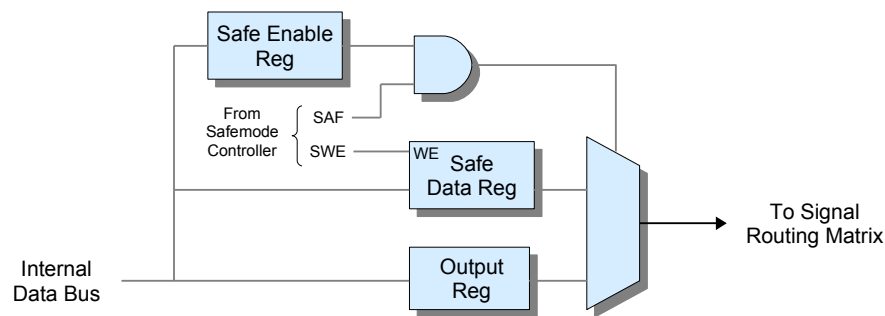 Safe Enable
Reg
From
Safemode
Controller
SAF
SWE
WE
Safe
Data Reg
To Signal
Routing Matrix
Internal
Data Bus
Output
Reg